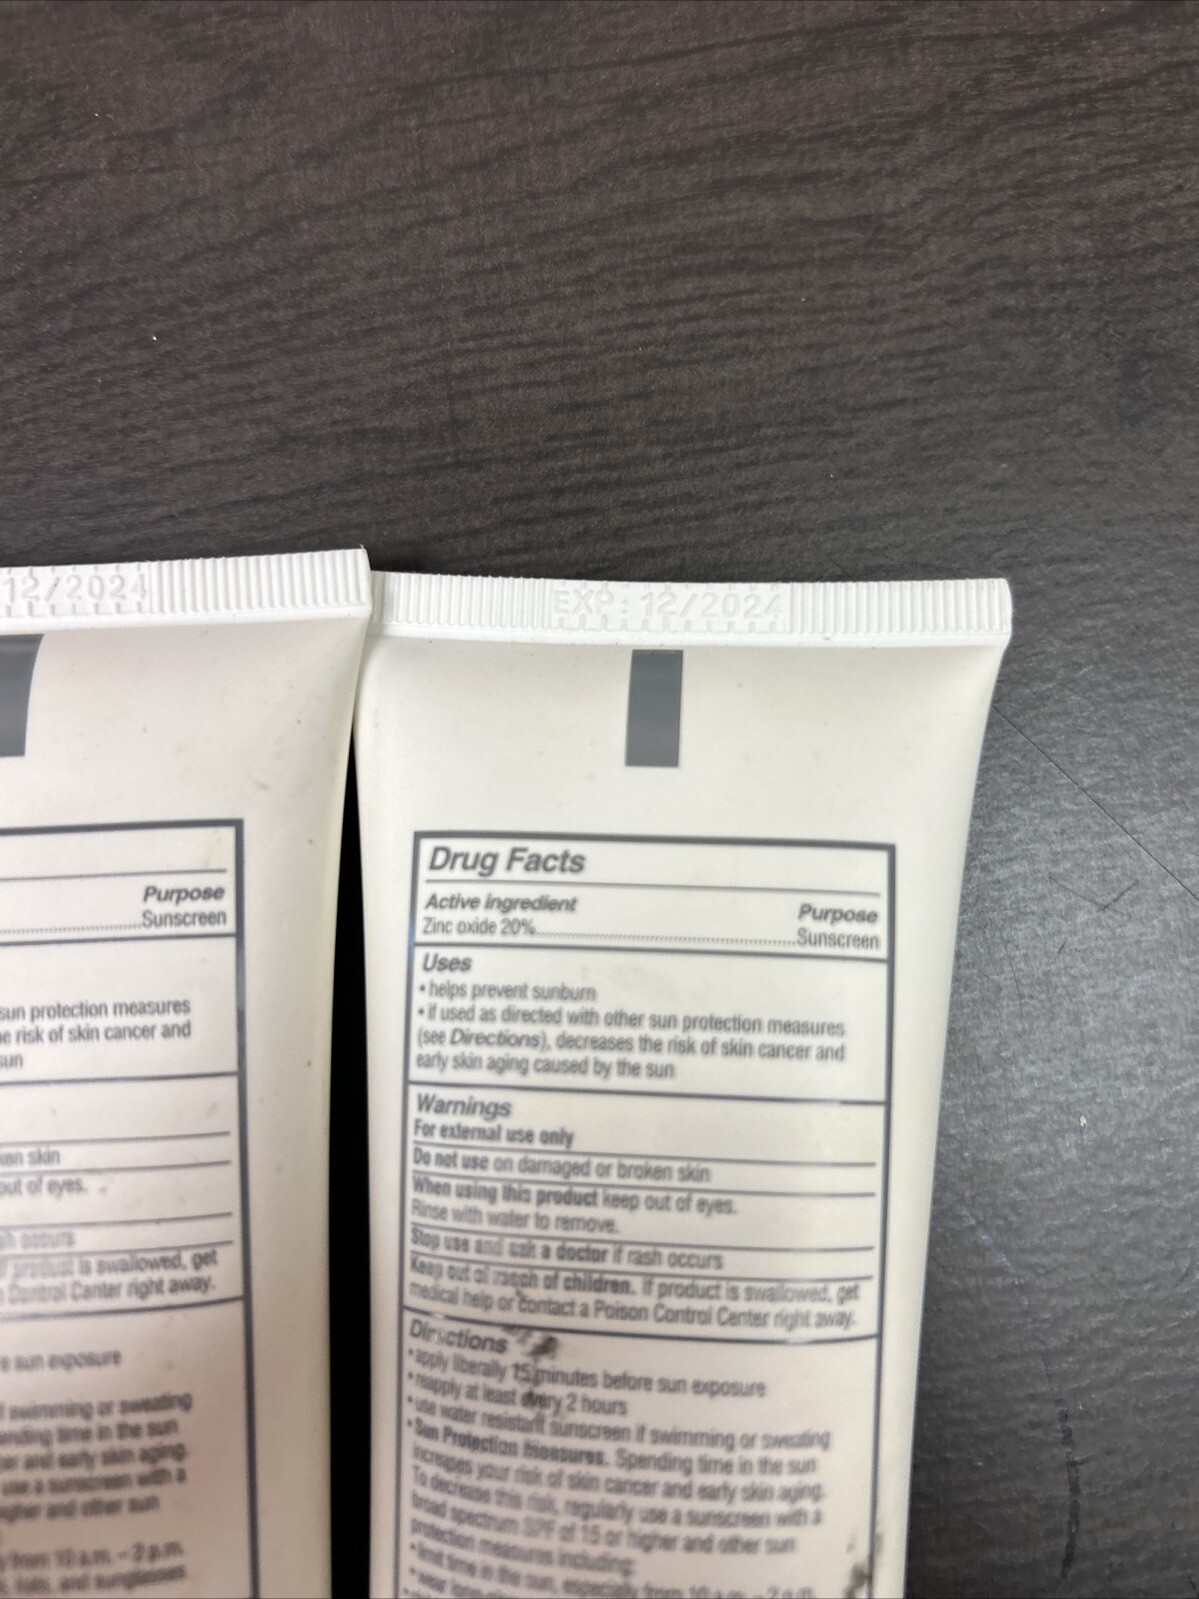 12/2024
Purpose
Sunscreen
sun protection measures
risk of skin cancer and
sun
skin
out of eyes.
occurs
product is swallowed, get
Control Center right away.
sun exposure
swimming or sweating
time in the sun
and early skin aging.
use a sunscreen with a
and other sun
from 10 a.m. – 2 p.m.
and sunglasses
EXP: 12/2024
Drug Facts
Active ingredient Purpose
Zinc oxide 20%..........Sunscreen
Uses
• helps prevent sunburn
• if used as directed with other sun protection measures
(see Directions), decreases the risk of skin cancer and
early skin aging caused by the sun
Warnings
For external use only
Do not use on damaged or broken skin
When using this product keep out of eyes.
Rinse with water to remove.
Stop use and ask a doctor if rash occurs
Keep out of reach of children. If product is swallowed, get
medical help or contact a Poison Control Center right away.
Directions
• apply liberally 15 minutes before sun exposure
• reapply at least every 2 hours
• use water resistant sunscreen if swimming or sweating
• Sun Protection Measures. Spending time in the sun
increases your risk of skin cancer and early skin aging.
To decrease this risk, regularly use a sunscreen with a
broad spectrum SPF of 15 or higher and other sun
protection measures including:
• limit time in the sun, especially from 10 a.m. – 2 p.m.